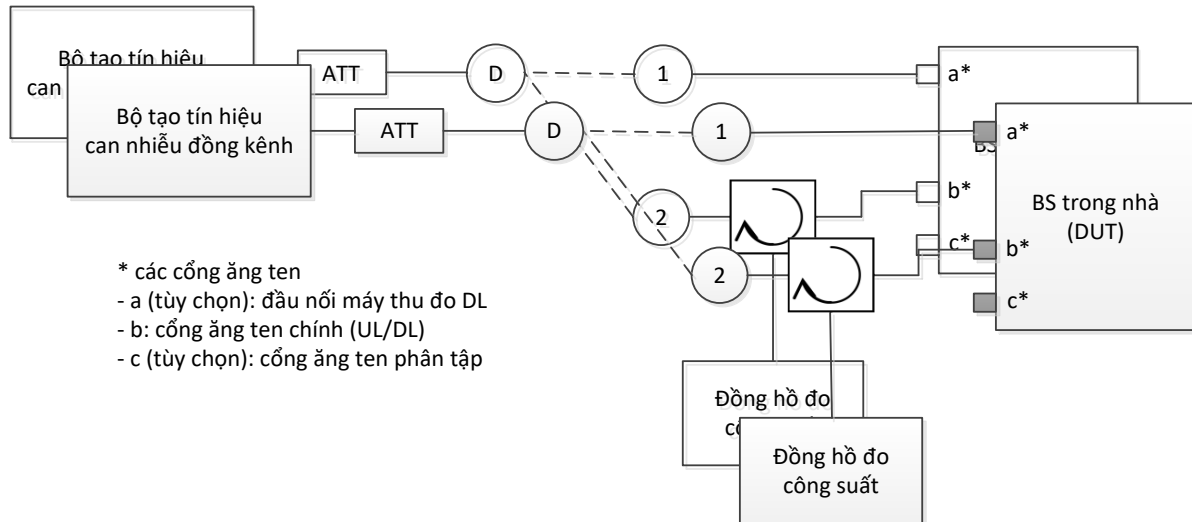 Bộ tạo tín hiệu
can
Bộ tạo tín hiệu
can nhiễu đồng kênh
ATT
ATT
D
D
1
1
2
2
a*
b*
c*
BS
a*
b*
c*
BS trong nhà
(DUT)
* các cổng ăng ten
- a (tùy chọn): đầu nối máy thu đo DL
- b: cổng ăng ten chính (UL/DL)
- c (tùy chọn): cổng ăng ten phân tập
Đồng hồ đo
Đồng hồ đo
công suất